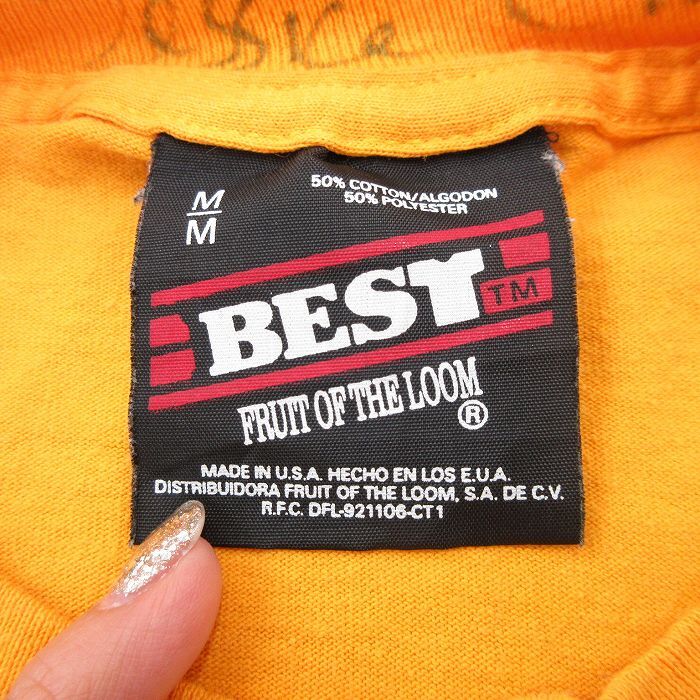 M
M
50% COTTON/ALGODON
50% POLYESTER
BEST TM
FRUIT OF THE LOOM ®
MADE IN U.S.A. HECHO EN LOS E.U.A.
DISTRIBUIDORA FRUIT OF THE LOOM, S.A. DE C.V.
R.F.C. DFL-921106-CT1